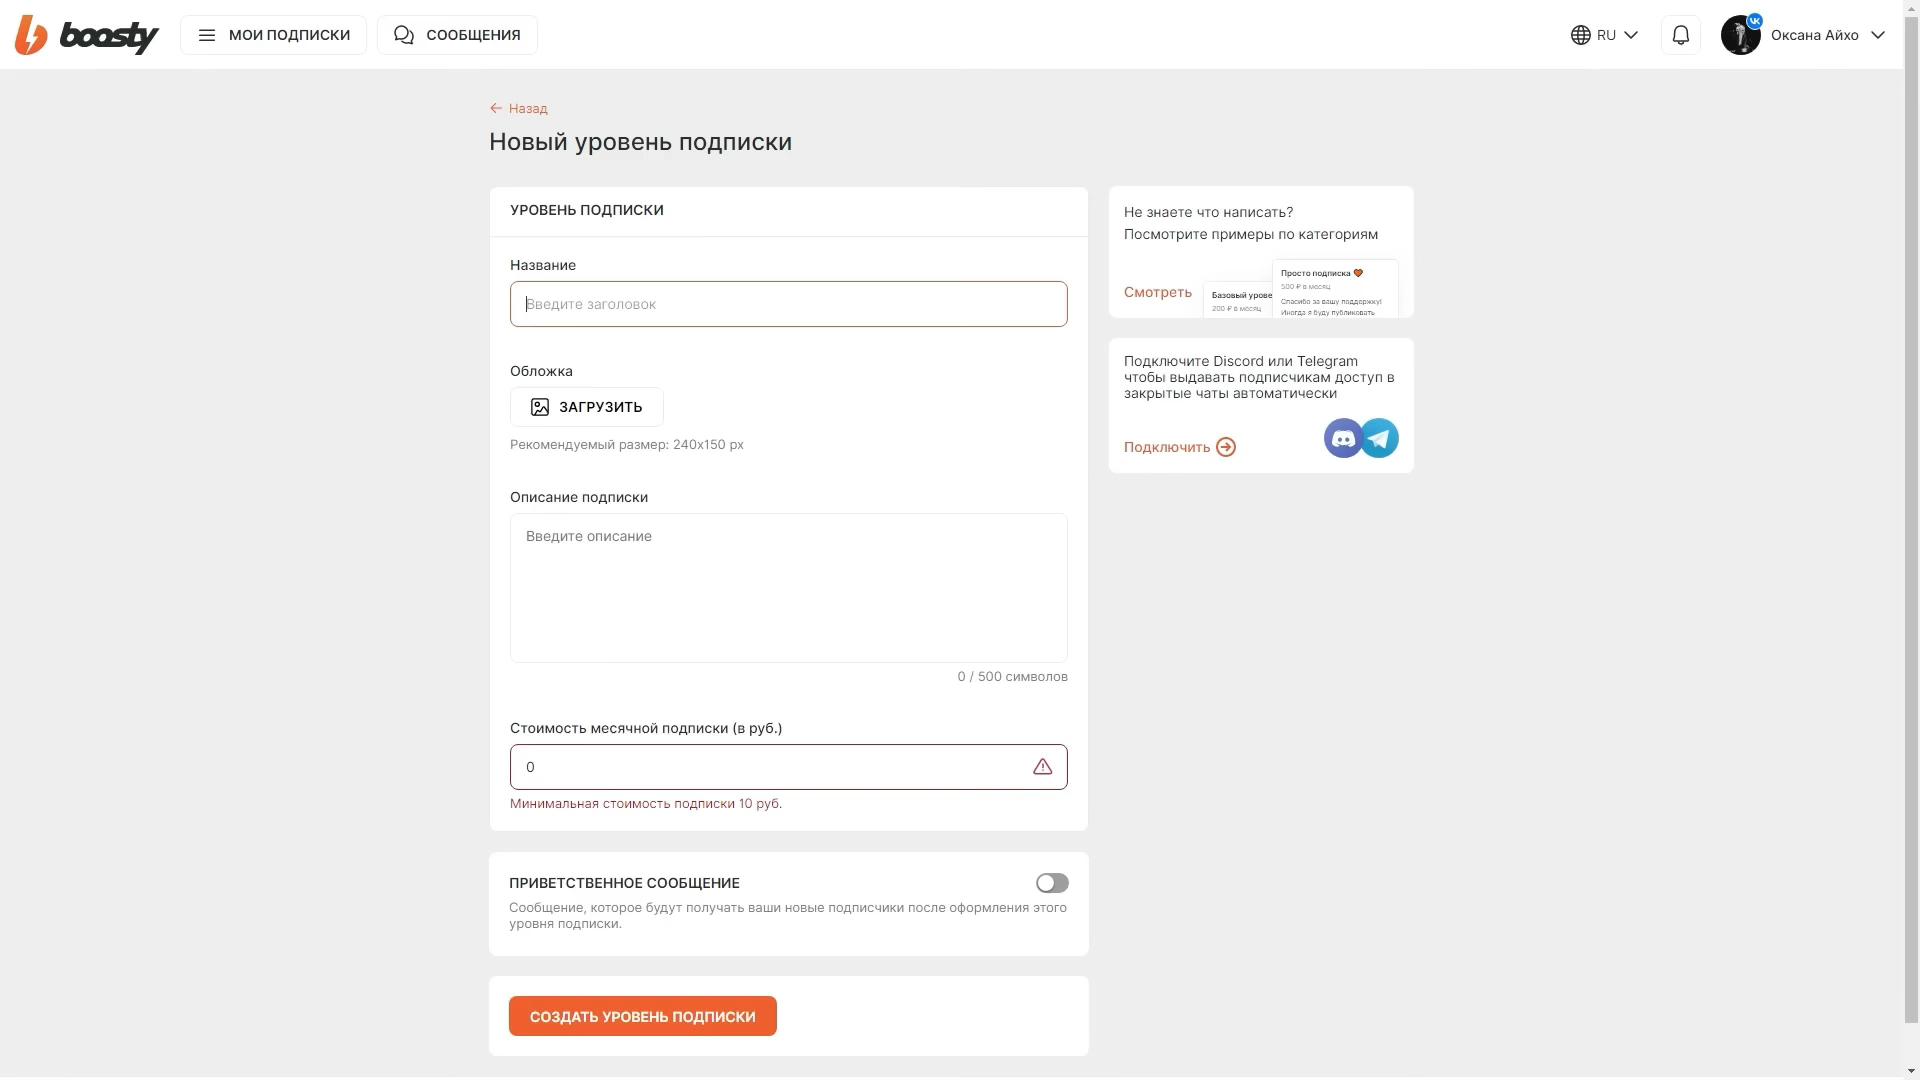 boosty
МОИ ПОДПИСКИ
СООБЩЕНИЯ
RU
Оксана Айхо
Назад
Новый уровень подписки
УРОВЕНЬ ПОДПИСКИ
Название
Введите заголовок
Обложка
ЗАГРУЗИТЬ
Рекомендуемый размер: 240x150 px
Описание подписки
Введите описание
0 / 500 символов
Стоимость месячной подписки (в руб.)
0
Минимальная стоимость подписки 10 руб.
ПРИВЕТСТВЕННОЕ СООБЩЕНИЕ
Сообщение, которое будут получать ваши новые подписчики после оформления этого
уровня подписки.
СОЗДАТЬ УРОВЕНЬ ПОДПИСКИ
Не знаете что написать?
Посмотрите примеры по категориям
Смотреть
Базовый урове
200 ₽ в месяц
Просто подписка
500 ₽ в месяц
Спасибо за вашу поддержку!
Иногда я буду публиковать
Подключите Discord или Telegram
чтобы выдавать подписчикам доступ в
закрытые чаты автоматически
Подключить